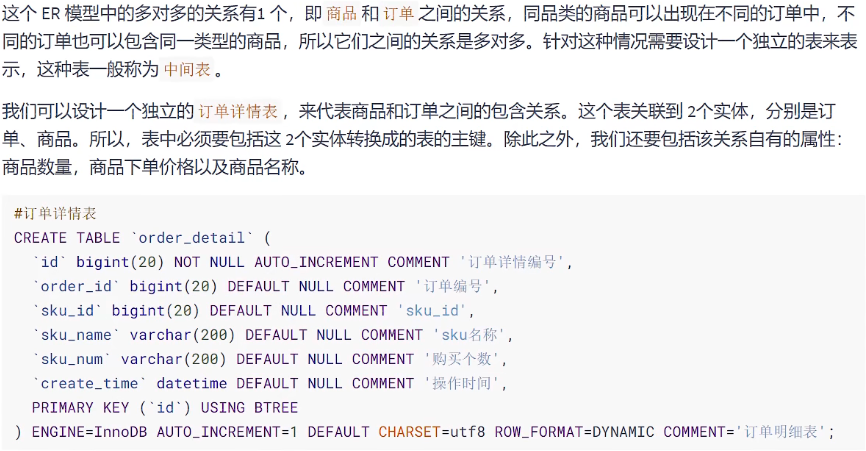 这个 ER 模型中的多对多的关系有1 个，即 商品 和 订单 之间的关系，同品类的商品可以出现在不同的订单中，不
同的订单也可以包含同一类型的商品，所以它们之间的关系是多对多。针对这种情况需要设计一个独立的表来表
示，这种表一般称为 中间表 。
我们可以设计一个独立的 订单详情表 ，来代表商品和订单之间的包含关系。这个表关联到 2个实体，分别是订
单、商品。所以，表中必须要包括这 2个实体转换成的表的主键。除此之外，我们还要包括该关系自有的属性：
商品数量，商品下单价格以及商品名称。
#订单详情表
CREATE TABLE `order_detail` (
  `id` bigint(20) NOT NULL AUTO_INCREMENT COMMENT '订单详情编号',
  `order_id` bigint(20) DEFAULT NULL COMMENT '订单编号',
  `sku_id` bigint(20) DEFAULT NULL COMMENT 'sku_id',
  `sku_name` varchar(200) DEFAULT NULL COMMENT 'sku名称',
  `sku_num` varchar(200) DEFAULT NULL COMMENT '购买个数',
  `create_time` datetime DEFAULT NULL COMMENT '操作时间',
  PRIMARY KEY (`id`) USING BTREE
) ENGINE=InnoDB AUTO_INCREMENT=1 DEFAULT CHARSET=utf8 ROW_FORMAT=DYNAMIC COMMENT='订单明细表';